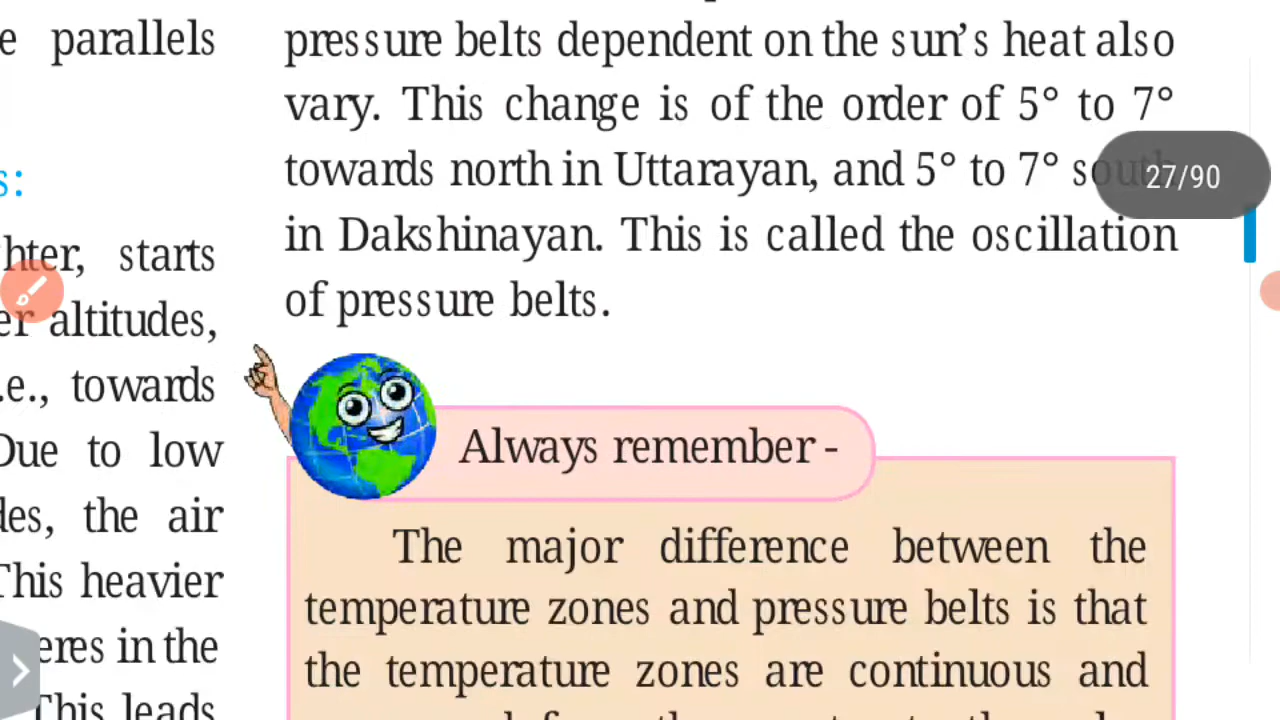 e parallels
s:
hter, starts
er altitudes,
.e., towards
Due to low
des, the air
This heavier
eres in the
This leads
pressure belts dependent on the sun's heat also
vary. This change is of the order of 5° to 7°
towards north in Uttarayan, and 5° to 7° south
in Dakshinayan. This is called the oscillation
of pressure belts.
27/90
Always remember -
The major difference between the
temperature zones and pressure belts is that
the temperature zones are continuous and